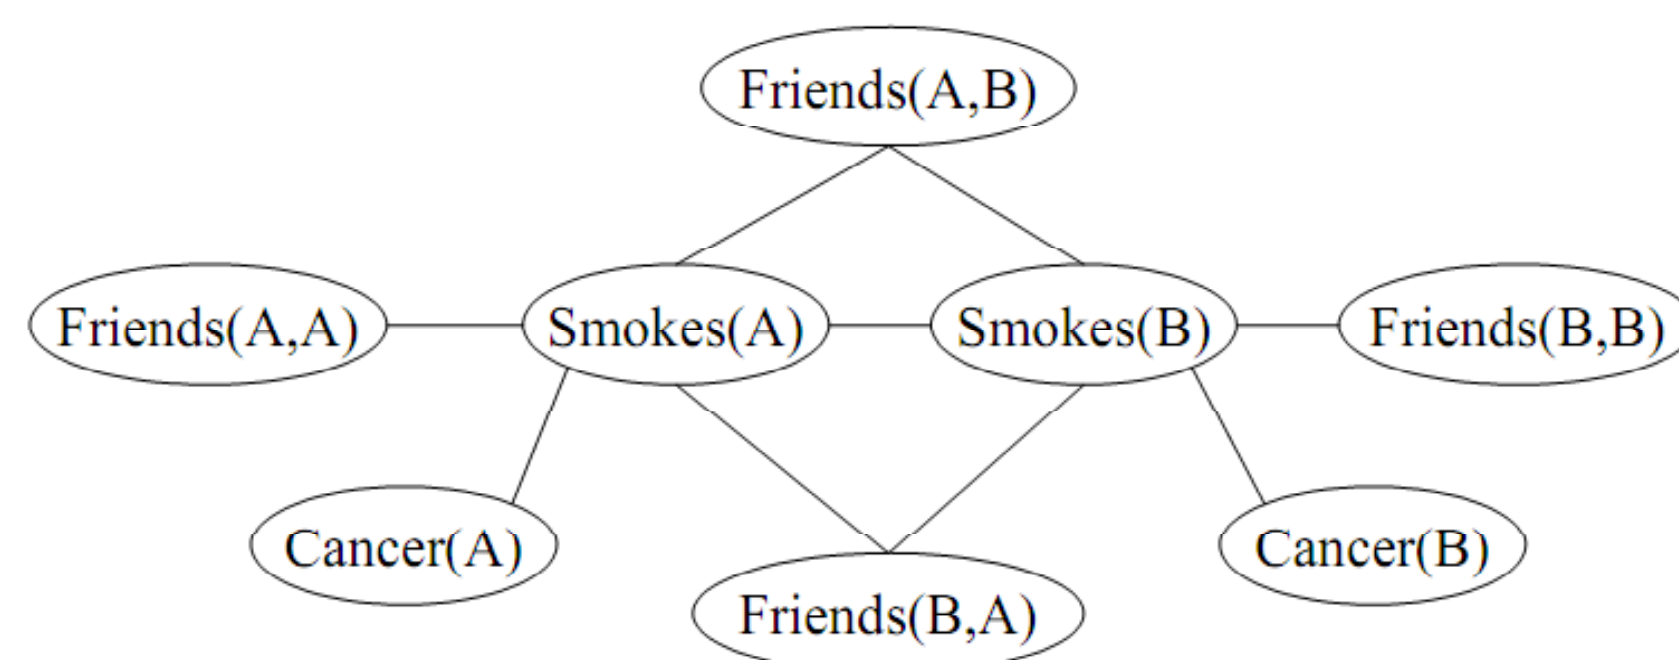 Friends(A,B)
Friends(A,A)
Smokes(A)
Smokes(B)
Friends(B,B)
Cancer(A)
Cancer(B)
Friends(B,A)